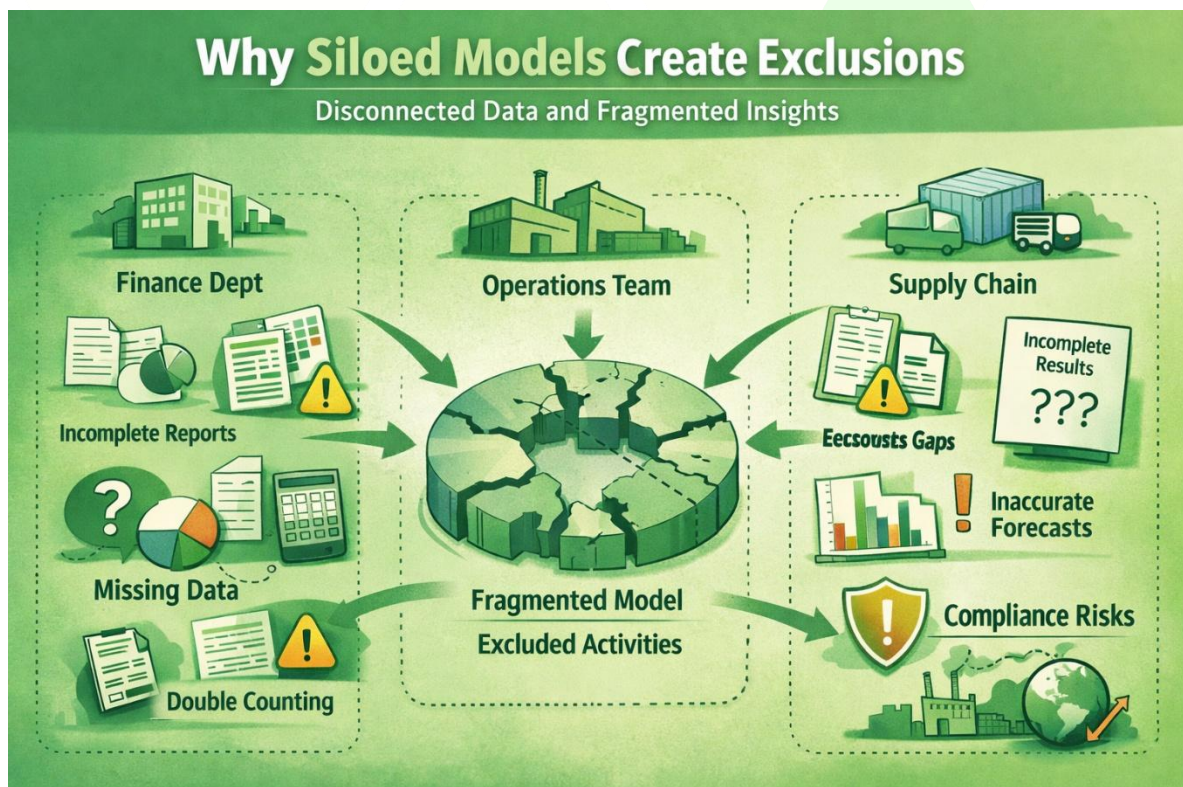 Why Siloed Models Create Exclusions
Disconnected Data and Fragmented Insights
Finance Dept
Incomplete Reports
Missing Data
Double Counting
Operations Team
Fragmented Model
Excluded Activities
Supply Chain
Incomplete
Results
???
Gaps
Inaccurate
Forecasts
Compliance Risks